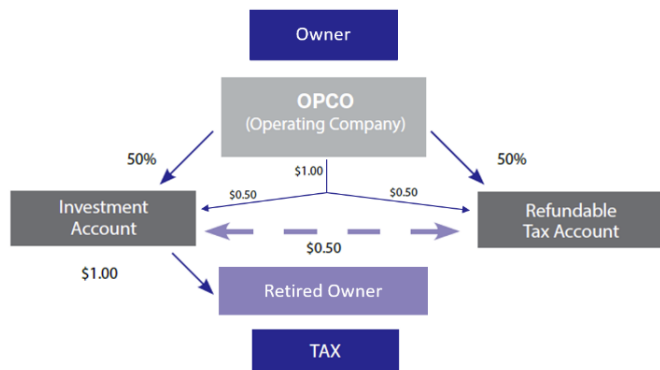 Owner
OPCO
(Operating Company)
50%
50%
$1.00
$0.50
$0.50
Investment
Account
Refundable
Tax Account
$0.50
$1.00
Retired Owner
TAX